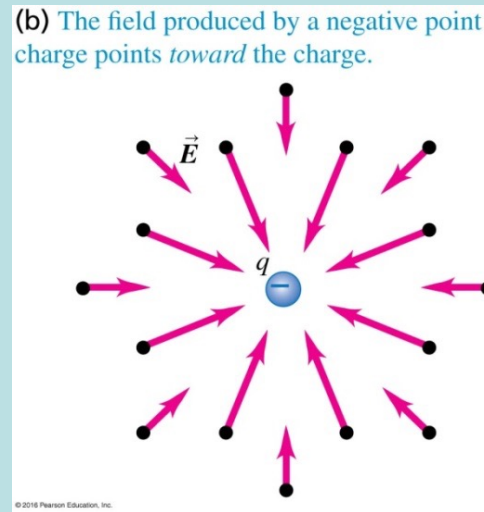 (b) The field produced by a negative point
charge points toward the charge.
E
q
−
© 2016 Pearson Education, Inc.